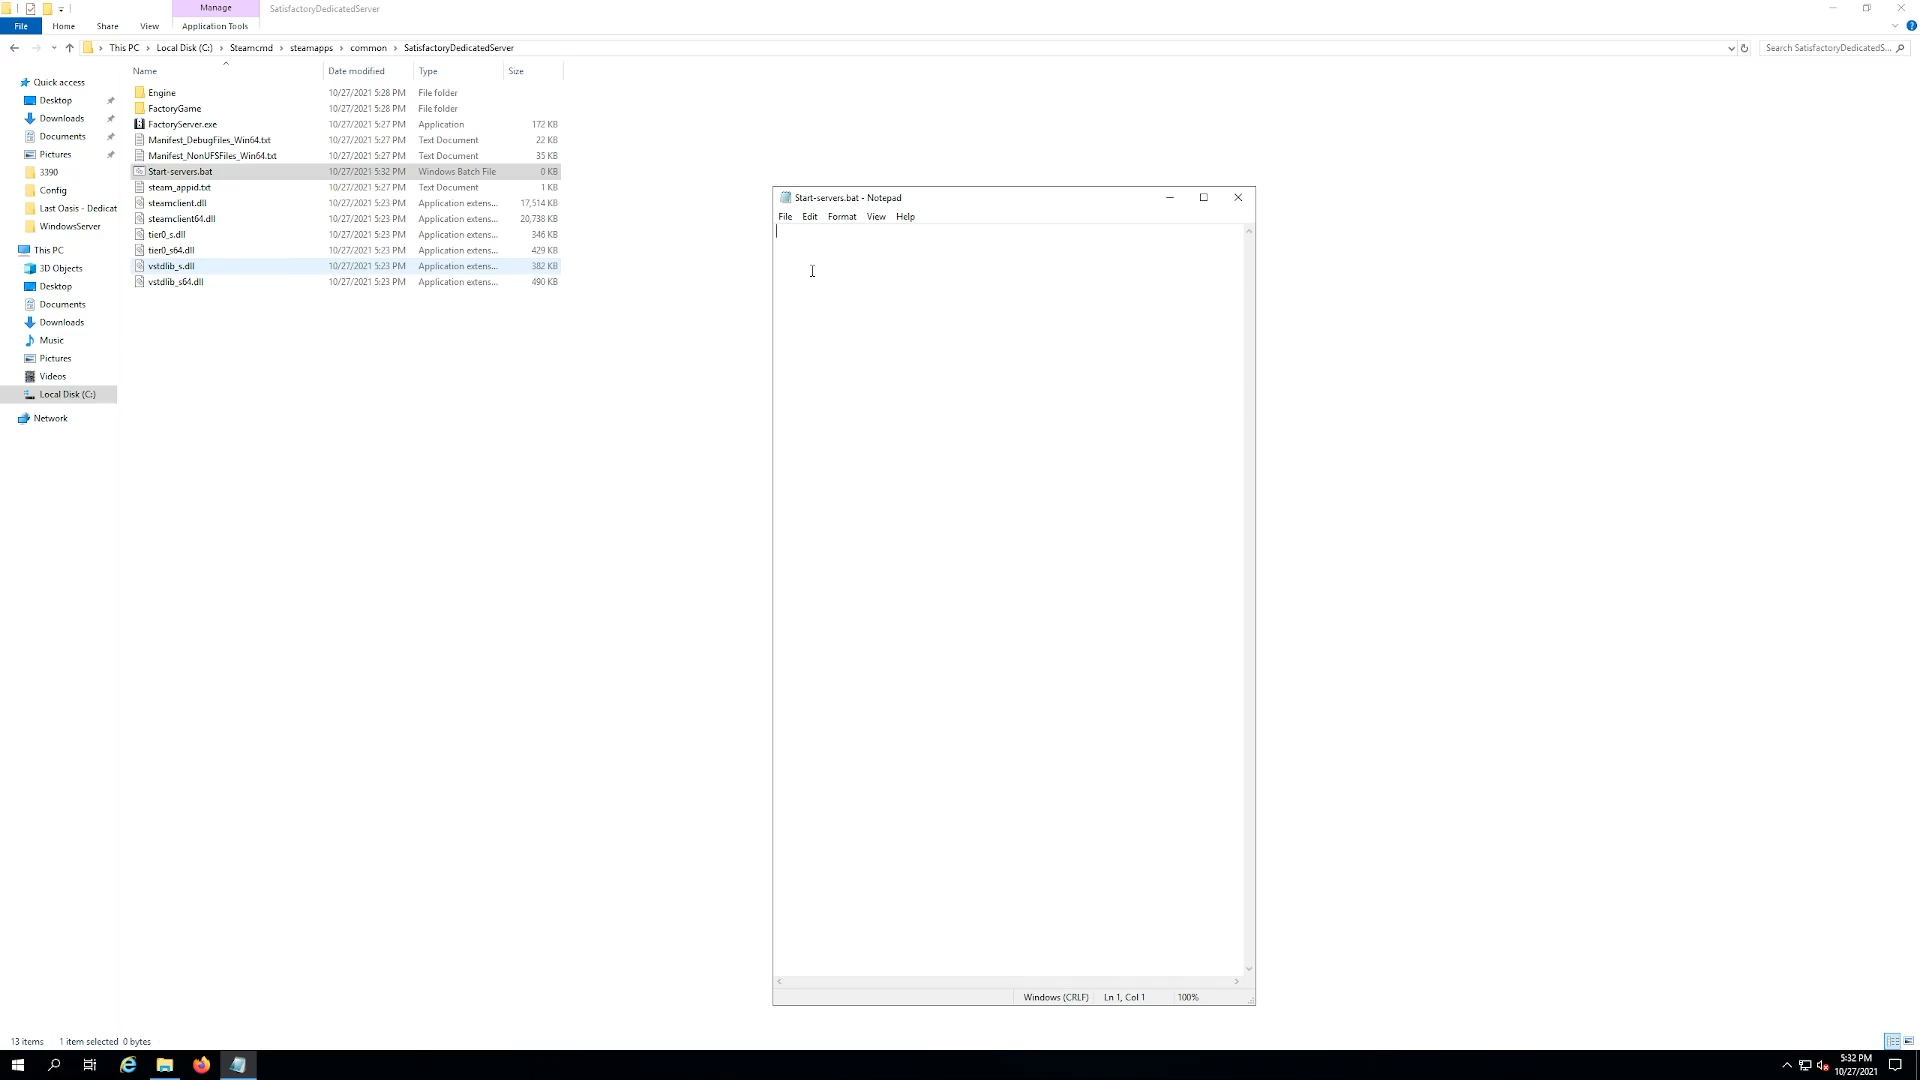 Manage
SatisfactoryDedicatedServer
File
Home
Share
View
Application Tools
This PC
Local Disk (C:)
Steamcmd
steamapps
common
SatisfactoryDedicatedServer
Search SatisfactoryDedicatedS...
Name
Date modified
Type
Size
Quick access
Desktop
Downloads
Documents
Pictures
3390
Config
Last Oasis - Dedicat
WindowsServer
This PC
3D Objects
Desktop
Documents
Downloads
Music
Pictures
Videos
Local Disk (C:)
Network
Engine 10/27/2021 5:28 PM File folder
FactoryGame 10/27/2021 5:28 PM File folder
FactoryServer.exe 10/27/2021 5:27 PM Application 172 KB
Manifest_DebugFiles_Win64.txt 10/27/2021 5:27 PM Text Document 22 KB
Manifest_NonUFSFiles_Win64.txt 10/27/2021 5:27 PM Text Document 35 KB
Start-servers.bat 10/27/2021 5:32 PM Windows Batch File 0 KB
steam_appid.txt 10/27/2021 5:27 PM Text Document 1 KB
steamclient.dll 10/27/2021 5:23 PM Application extens... 17,514 KB
steamclient64.dll 10/27/2021 5:23 PM Application extens... 20,738 KB
tier0_s.dll 10/27/2021 5:23 PM Application extens... 346 KB
tier0_s64.dll 10/27/2021 5:23 PM Application extens... 429 KB
vstdlib_s.dll 10/27/2021 5:23 PM Application extens... 382 KB
vstdlib_s64.dll 10/27/2021 5:23 PM Application extens... 490 KB
Start-servers.bat - Notepad
File Edit Format View Help
Windows (CRLF) Ln 1, Col 1 100%
13 items 1 item selected 0 bytes
5:32 PM
10/27/2021